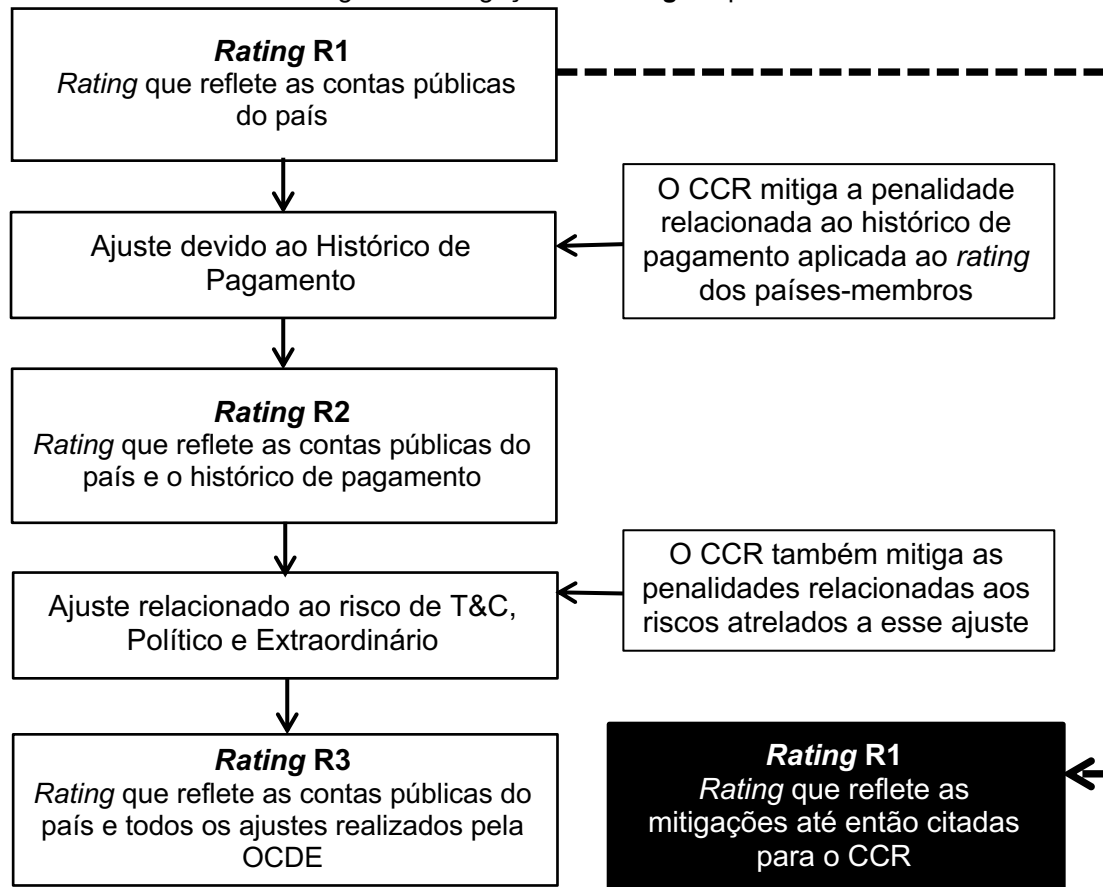 Rating R1
Rating que reflete as contas públicas
do país
O CCR mitiga a penalidade
relacionada ao histórico de
pagamento aplicada ao rating
dos países-membros
Ajuste devido ao Histórico de
Pagamento
Rating R2
Rating que reflete as contas públicas do
país e o histórico de pagamento
O CCR também mitiga as
penalidades relacionadas aos
riscos atrelados a esse ajuste
Ajuste relacionado ao risco de T&C,
Político e Extraordinário
Rating R3
Rating que reflete as contas públicas do
país e todos os ajustes realizados pela
OCDE
Rating R1
Rating que reflete as
mitigações até então citadas
para o CCR